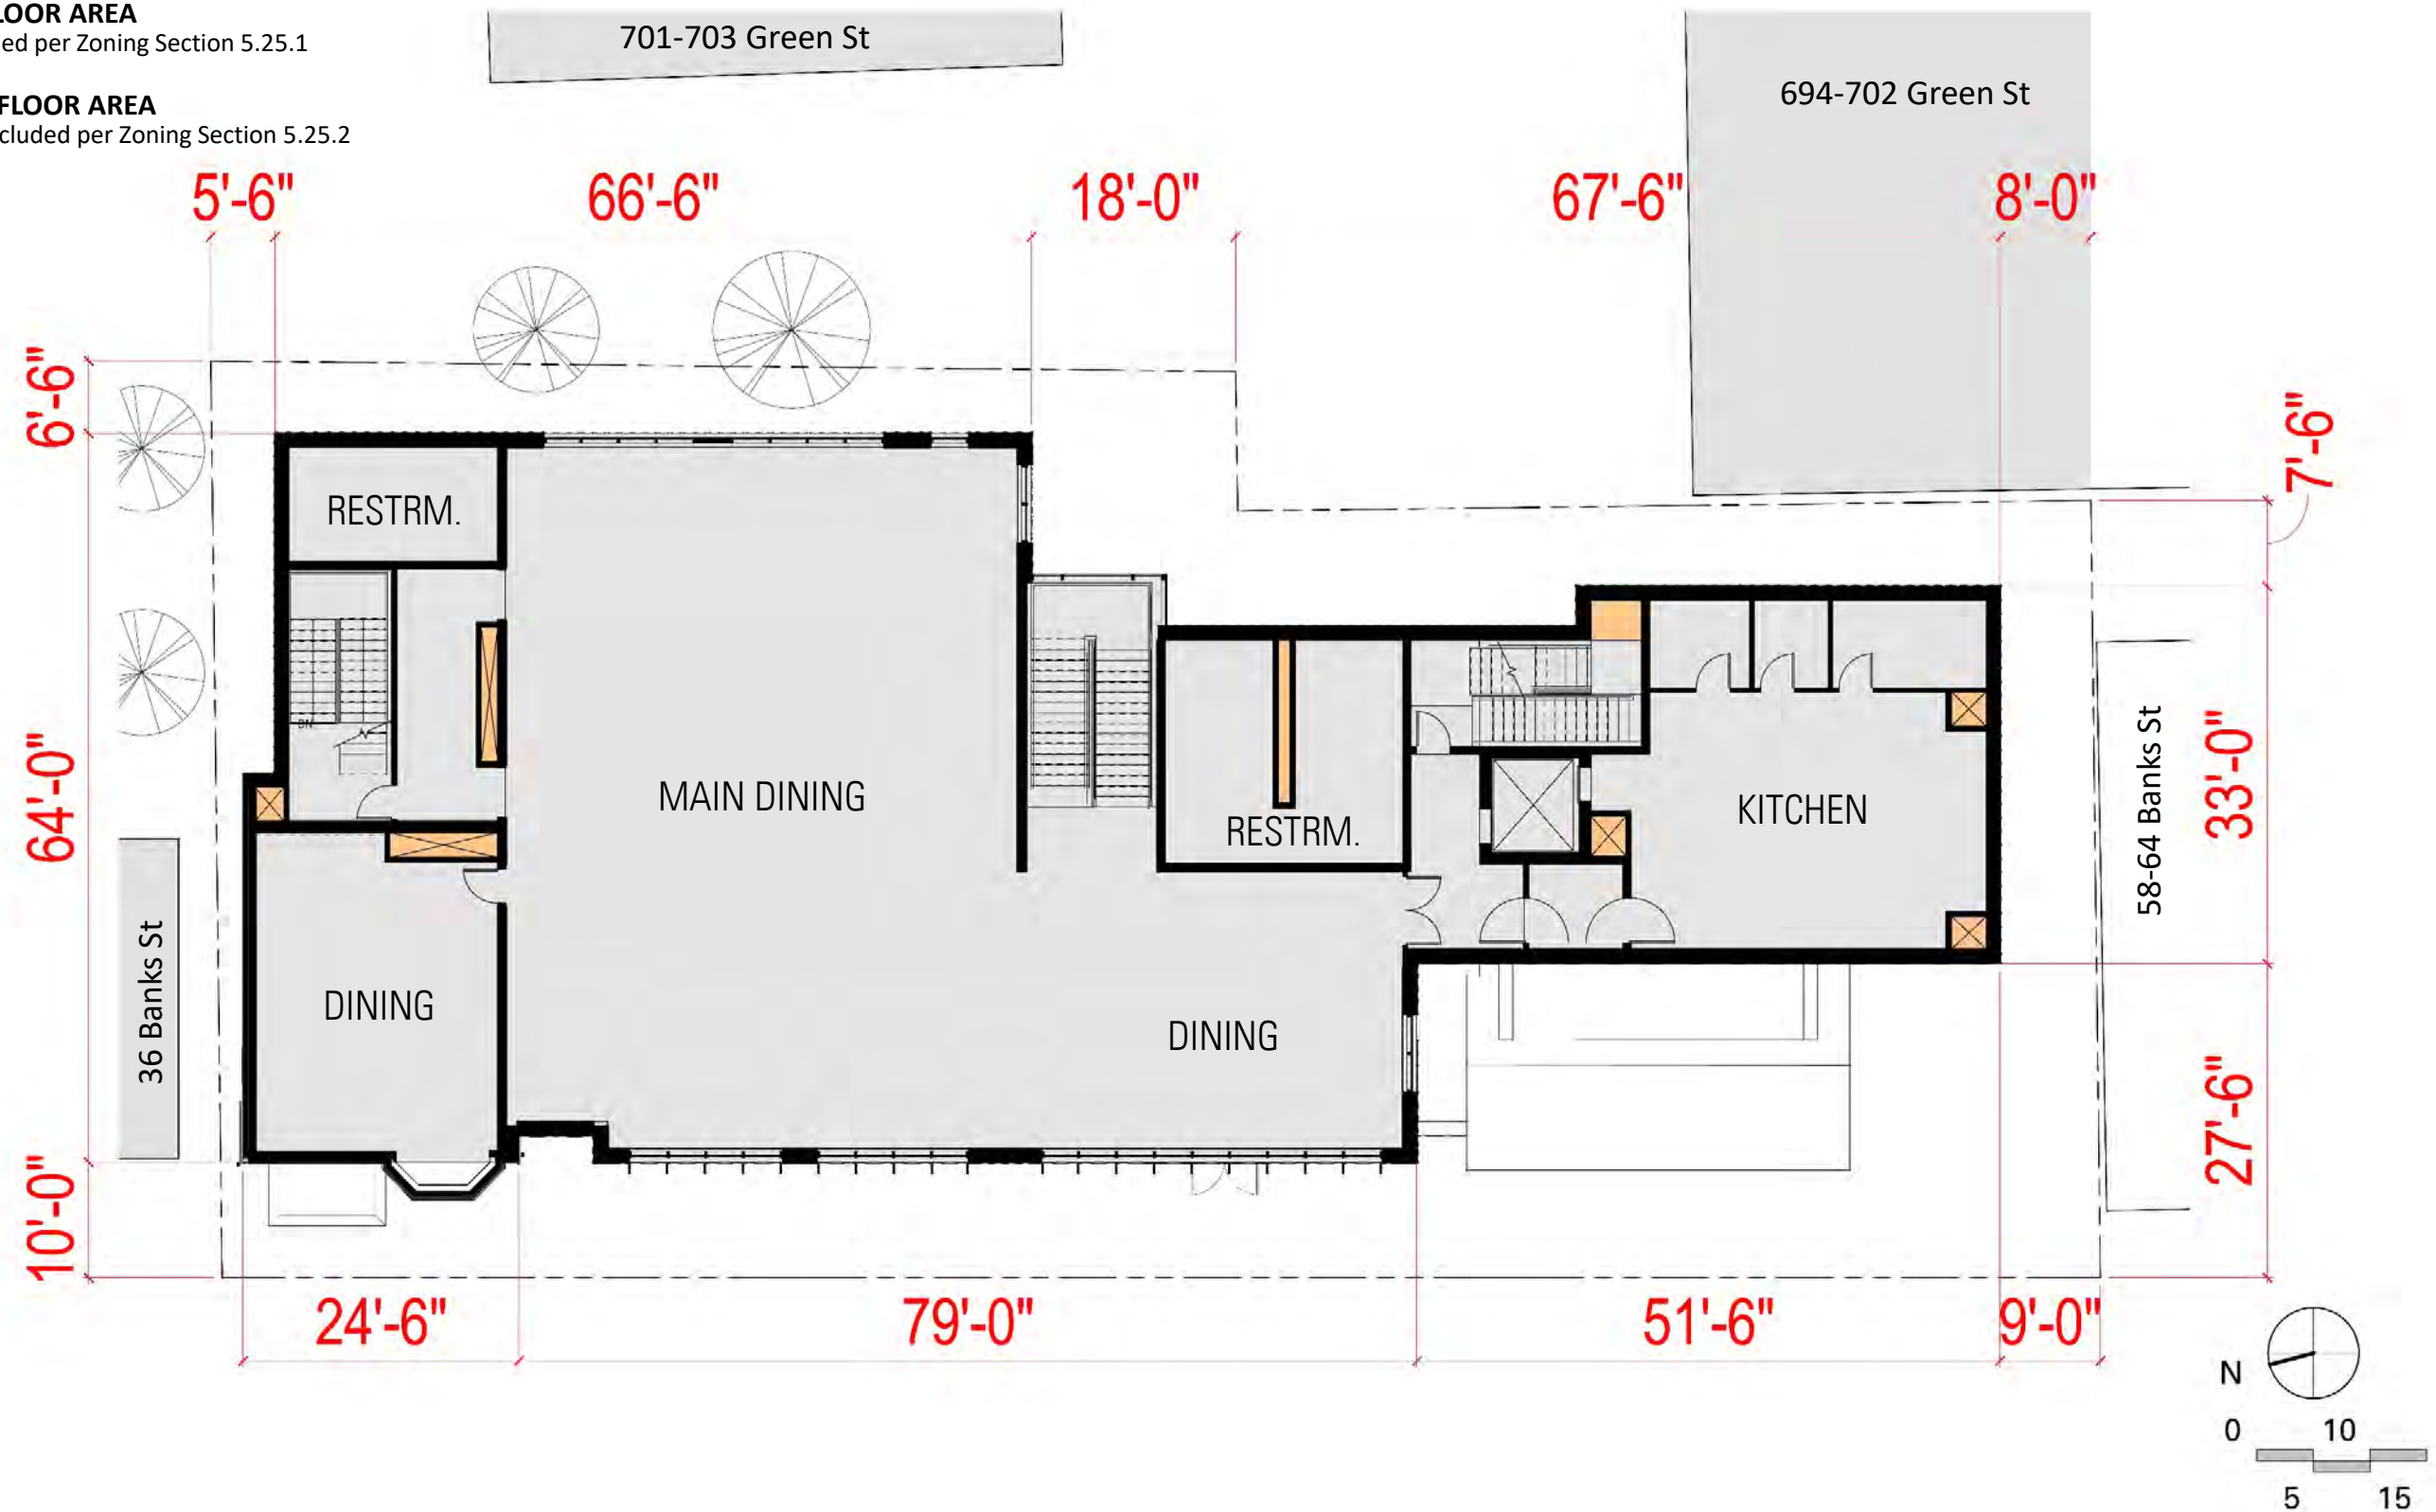 LOOR AREA
ed per Zoning Section 5.25.1
FLOOR AREA
cluded per Zoning Section 5.25.2
701-703 Green St
694-702 Green St
5'-6"
66'-6"
18'-0"
67'-6"
8'-0"
6'-6"
7'-6"
RESTRM.
DN
64'-0"
MAIN DINING
RESTRM.
KITCHEN
58-64 Banks St
33'-0"
36 Banks St
DINING
DINING
10'-0"
27'-6"
24'-6"
79'-0"
51'-6"
9'-0"
N
0 10
5 15